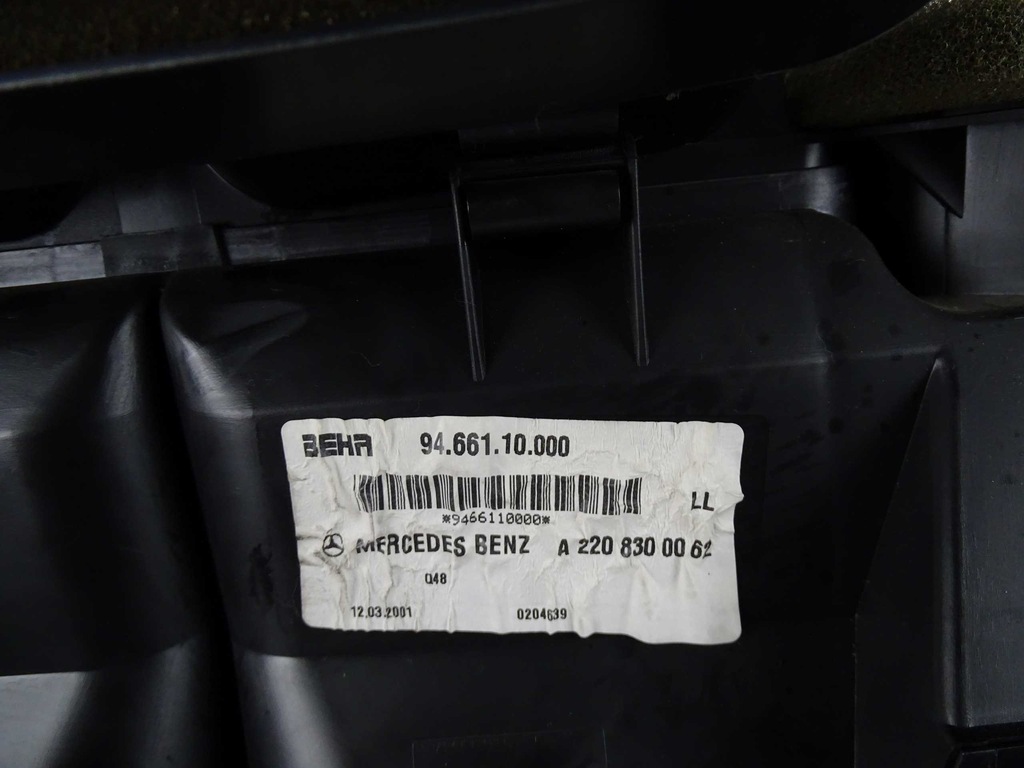 BEHR 94.661.10.000
LL
*9466110000*
MERCEDES BENZ A 220 830 00 62
Q48
12.03.2001 0204639